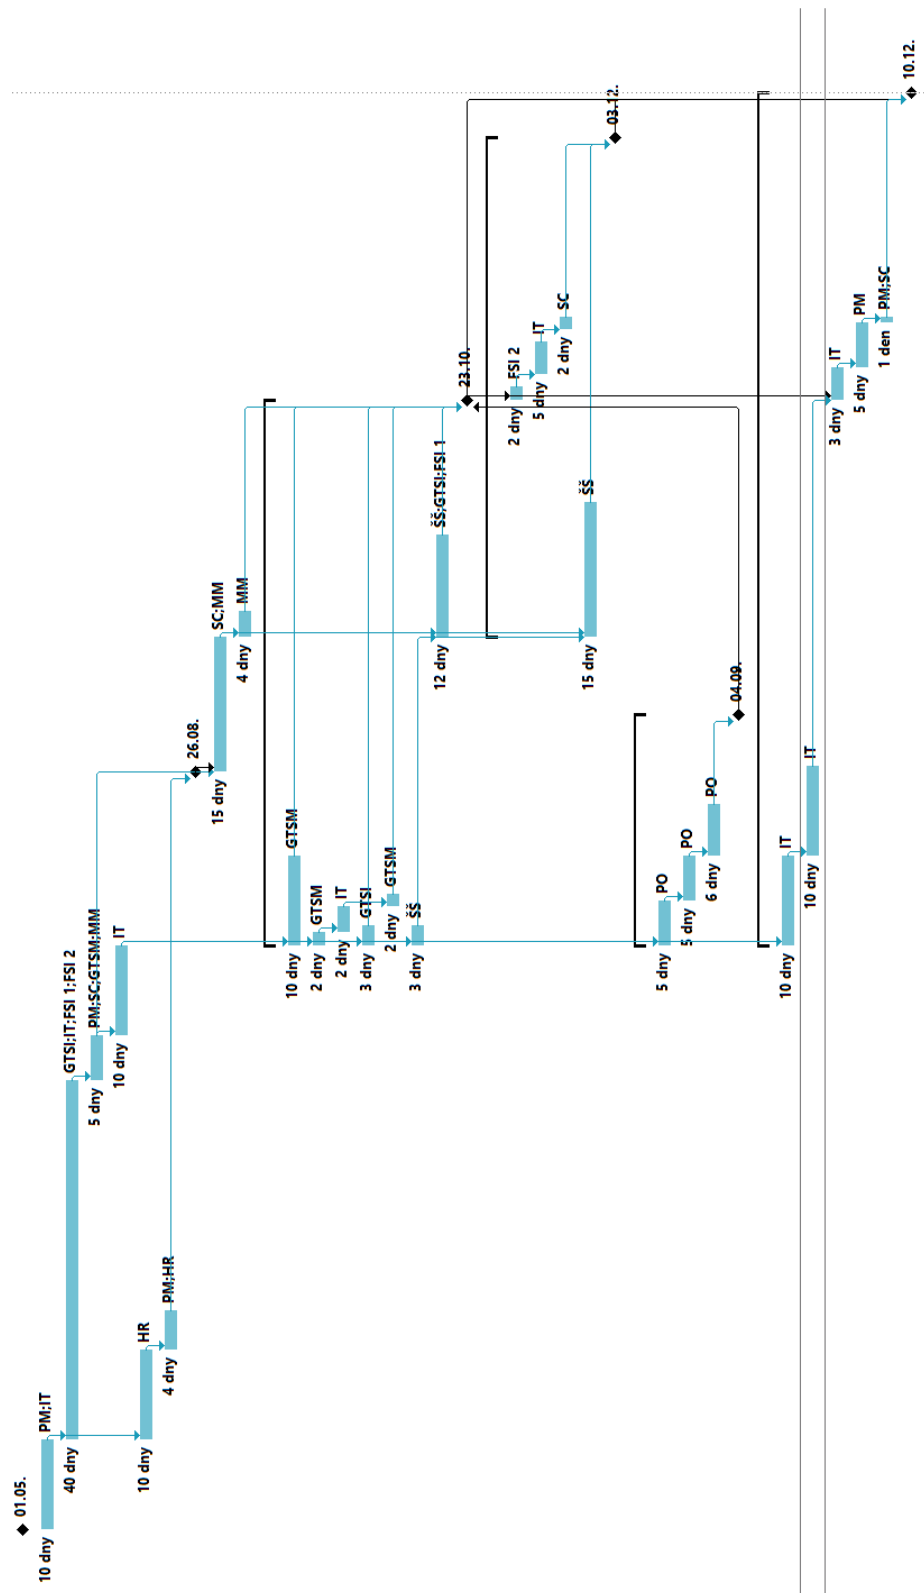 01.05.
10 dny PM;IT
40 dny GTSI;IT;FSI 1;FSI 2
5 dny PM;SC;GTSM;MM
10 dny IT
10 dny HR
4 dny PM;HR
26.08.
15 dny SC;MM
4 dny MM
10 dny GTSM
2 dny GTSM
2 dny IT
3 dny GTSI
2 dny GTSM
3 dny ŠŠ
12 dny ŠŠ;GTSI;FSI 1
23.10.
2 dny FSI 2
5 dny IT
2 dny SC
15 dny ŠŠ
03.12.
5 dny PO
5 dny PO
6 dny PO
04.09.
10 dny IT
10 dny IT
3 dny IT
5 dny PM
1 den PM;SC
10.12.